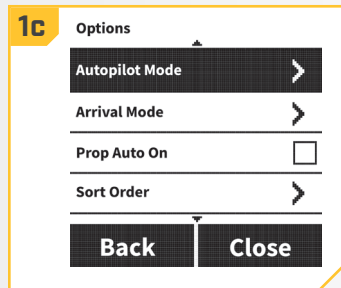 1c
Options
Autopilot Mode
Arrival Mode
Prop Auto On
Sort Order
Back Close